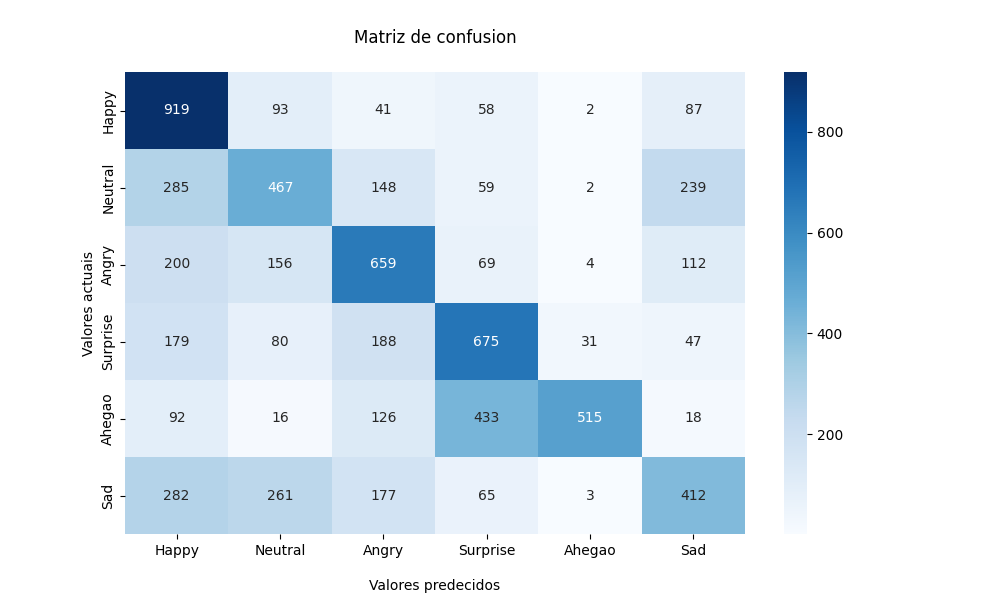 Matriz de confusion
Happy 919 93 41 58 2 87
Neutral 285 467 148 59 2 239
Angry 200 156 659 69 4 112
Surprise 179 80 188 675 31 47
Ahegao 92 16 126 433 515 18
Sad 282 261 177 65 3 412
Happy Neutral Angry Surprise Ahegao Sad
Valores predecidos
Valores actuais
800
600
400
200